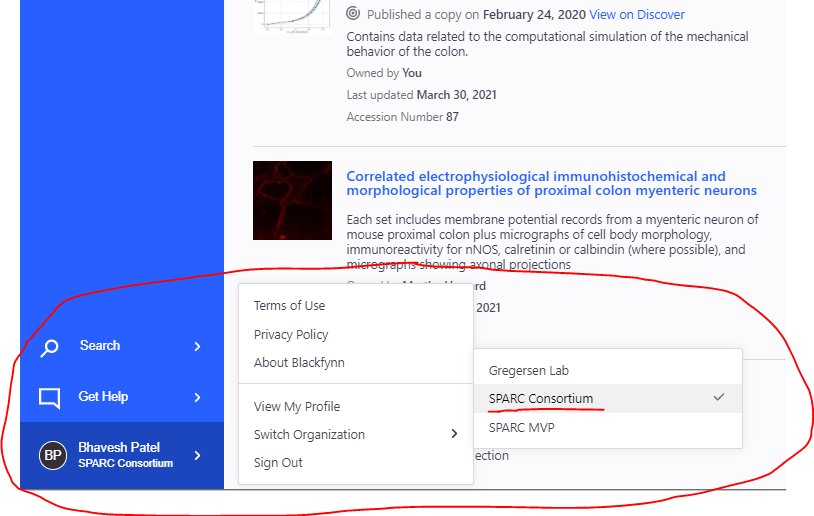 Published a copy on February 24, 2020 View on Discover
Contains data related to the computational simulation of the mechanical
behavior of the colon.
Owned by You
Last updated March 30, 2021
Accession Number 87
Correlated electrophysiological immunohistochemical and
morphological properties of proximal colon myenteric neurons
Each set includes membrane potential records from a myenteric neuron of
mouse proximal colon plus micrographs of cell body morphology,
immunoreactivity for nNOS, calretinin or calbindin (where possible), and
micrographs showing axonal projections
2021
ection
Search
Get Help
BP
Bhavesh Patel
SPARC Consortium
Terms of Use
Privacy Policy
About Blackfynn
View My Profile
Switch Organization
Sign Out
Gregersen Lab
SPARC Consortium
SPARC MVP